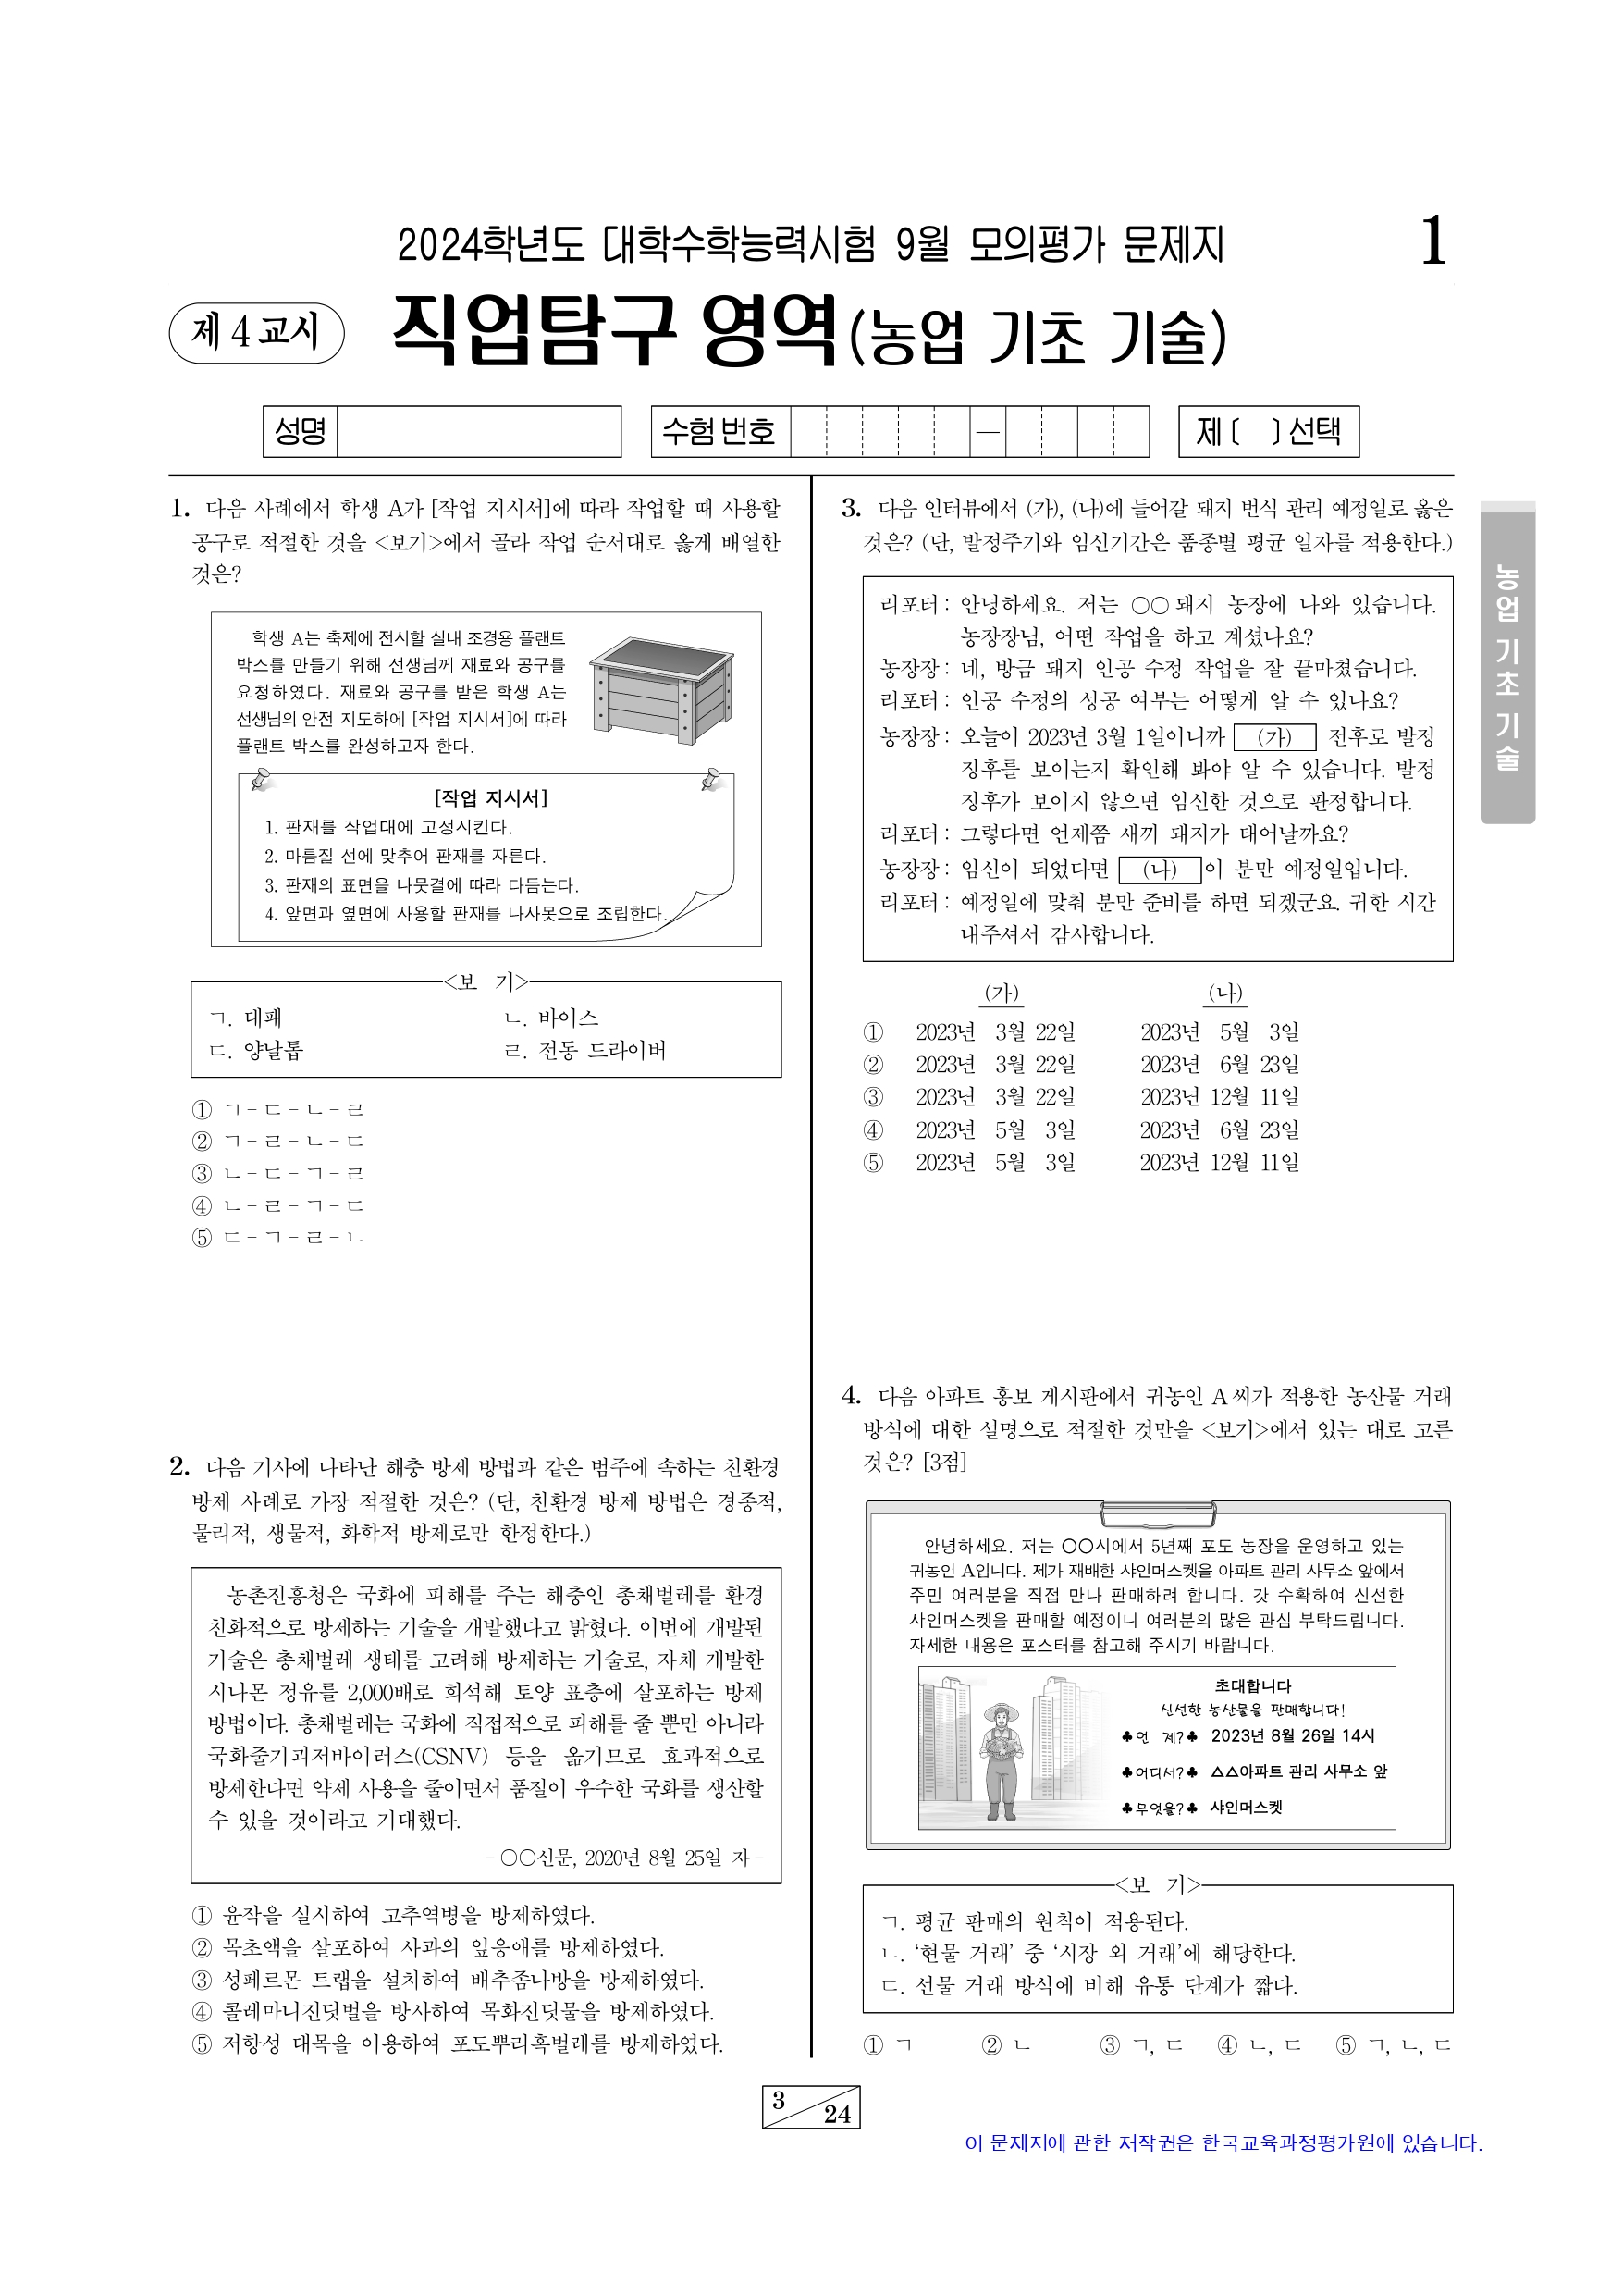 2024학년도 대학수학능력시험 9월 모의평가 문제지
1
제 4 교시
직업탐구 영역(농업 기초 기술)
성명
수험 번호
—
제 [ ] 선택
1. 다음 사례에서 학생 A가 [작업 지시서]에 따라 작업할 때 사용할
공구로 적절한 것을 <보기>에서 골라 작업 순서대로 옳게 배열한
것은?
학생 A는 축제에 전시할 실내 조경용 플랜트
박스를 만들기 위해 선생님께 재료와 공구를
요청하였다. 재료와 공구를 받은 학생 A는
선생님의 안전 지도하에 [작업 지시서]에 따라
플랜트 박스를 완성하고자 한다.
[작업 지시서]
1. 판재를 작업대에 고정시킨다.
2. 마름질 선에 맞추어 판재를 자른다.
3. 판재의 표면을 나뭇결에 따라 다듬는다.
4. 앞면과 옆면에 사용할 판재를 나사못으로 조립한다.
<보 기>
ㄱ. 대패 ㄴ. 바이스
ㄷ. 양날톱 ㄹ. 전동 드라이버
① ㄱ - ㄷ - ㄴ - ㄹ
② ㄱ - ㄹ - ㄴ - ㄷ
③ ㄴ - ㄷ - ㄱ - ㄹ
④ ㄴ - ㄹ - ㄱ - ㄷ
⑤ ㄷ - ㄱ - ㄹ - ㄴ
2. 다음 기사에 나타난 해충 방제 방법과 같은 범주에 속하는 친환경
방제 사례로 가장 적절한 것은? (단, 친환경 방제 방법은 경종적,
물리적, 생물적, 화학적 방제로만 한정한다.)
농촌진흥청은 국화에 피해를 주는 해충인 총채벌레를 환경
친화적으로 방제하는 기술을 개발했다고 밝혔다. 이번에 개발된
기술은 총채벌레 생태를 고려해 방제하는 기술로, 자체 개발한
시나몬 정유를 2,000배로 희석해 토양 표층에 살포하는 방제
방법이다. 총채벌레는 국화에 직접적으로 피해를 줄 뿐만 아니라
국화줄기괴저바이러스(CSNV) 등을 옮기므로 효과적으로
방제한다면 약제 사용을 줄이면서 품질이 우수한 국화를 생산할
수 있을 것이라고 기대했다.
- ○○신문, 2020년 8월 25일 자 -
① 윤작을 실시하여 고추역병을 방제하였다.
② 목초액을 살포하여 사과의 잎응애를 방제하였다.
③ 성페르몬 트랩을 설치하여 배추좀나방을 방제하였다.
④ 콜레마니진딧벌을 방사하여 목화진딧물을 방제하였다.
⑤ 저항성 대목을 이용하여 포도뿌리혹벌레를 방제하였다.
3. 다음 인터뷰에서 (가), (나)에 들어갈 돼지 번식 관리 예정일로 옳은
것은? (단, 발정주기와 임신기간은 품종별 평균 일자를 적용한다.)
리포터 : 안녕하세요. 저는 ○○ 돼지 농장에 나와 있습니다.
농장장님, 어떤 작업을 하고 계셨나요?
농장장 : 네, 방금 돼지 인공 수정 작업을 잘 끝마쳤습니다.
리포터 : 인공 수정의 성공 여부는 어떻게 알 수 있나요?
농장장 : 오늘이 2023년 3월 1일이니까 (가) 전후로 발정
징후를 보이는지 확인해 봐야 알 수 있습니다. 발정
징후가 보이지 않으면 임신한 것으로 판정합니다.
리포터 : 그렇다면 언제쯤 새끼 돼지가 태어날까요?
농장장 : 임신이 되었다면 (나) 이 분만 예정일입니다.
리포터 : 예정일에 맞춰 분만 준비를 하면 되겠군요. 귀한 시간
내주셔서 감사합니다.
(가) (나)
① 2023년 3월 22일 2023년 5월 3일
② 2023년 3월 22일 2023년 6월 23일
③ 2023년 3월 22일 2023년 12월 11일
④ 2023년 5월 3일 2023년 6월 23일
⑤ 2023년 5월 3일 2023년 12월 11일
4. 다음 아파트 홍보 게시판에서 귀농인 A 씨가 적용한 농산물 거래
방식에 대한 설명으로 적절한 것만을 <보기>에서 있는 대로 고른
것은? [3점]
안녕하세요. 저는 ○○시에서 5년째 포도 농장을 운영하고 있는
귀농인 A입니다. 제가 재배한 샤인머스켓을 아파트 관리 사무소 앞에서
주민 여러분을 직접 만나 판매하려 합니다. 갓 수확하여 신선한
샤인머스켓을 판매할 예정이니 여러분의 많은 관심 부탁드립니다.
자세한 내용은 포스터를 참고해 주시기 바랍니다.
초대합니다
신선한 농산물을 판매합니다!
♣언 제?♣ 2023년 8월 26일 14시
♣어디서?♣ △△아파트 관리 사무소 앞
♣무엇을?♣ 샤인머스켓
<보 기>
ㄱ. 평균 판매의 원칙이 적용된다.
ㄴ. ‘현물 거래’ 중 ‘시장 외 거래’에 해당한다.
ㄷ. 선물 거래 방식에 비해 유통 단계가 짧다.
① ㄱ ② ㄴ ③ ㄱ, ㄷ ④ ㄴ, ㄷ ⑤ ㄱ, ㄴ, ㄷ
농업 기초 기술
3 24
이 문제지에 관한 저작권은 한국교육과정평가원에 있습니다.